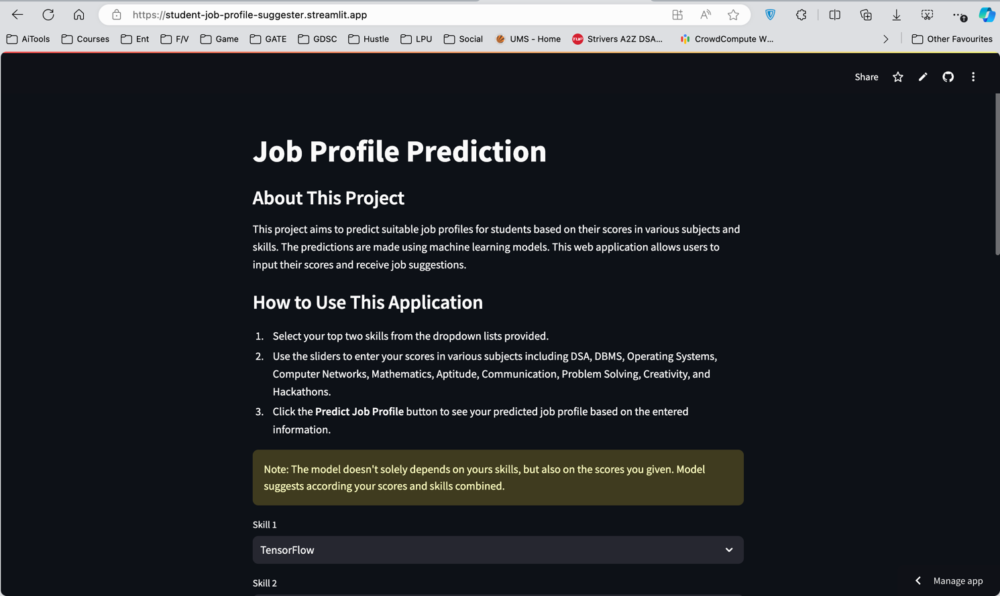 https://student-job-profile-suggester.streamlit.app
AiTools Courses Ent F/V Game GATE GDSC Hustle LPU Social UMS - Home TUF Strivers A2Z DSA... CrowdCompute W... Other Favourites
Share
Job Profile Prediction
About This Project
This project aims to predict suitable job profiles for students based on their scores in various subjects and
skills. The predictions are made using machine learning models. This web application allows users to
input their scores and receive job suggestions.
How to Use This Application
1. Select your top two skills from the dropdown lists provided.
2. Use the sliders to enter your scores in various subjects including DSA, DBMS, Operating Systems,
Computer Networks, Mathematics, Aptitude, Communication, Problem Solving, Creativity, and
Hackathons.
3. Click the Predict Job Profile button to see your predicted job profile based on the entered
information.
Note: The model doesn't solely depends on yours skills, but also on the scores you given. Model
suggests according your scores and skills combined.
Skill 1
TensorFlow
Skill 2
Manage app